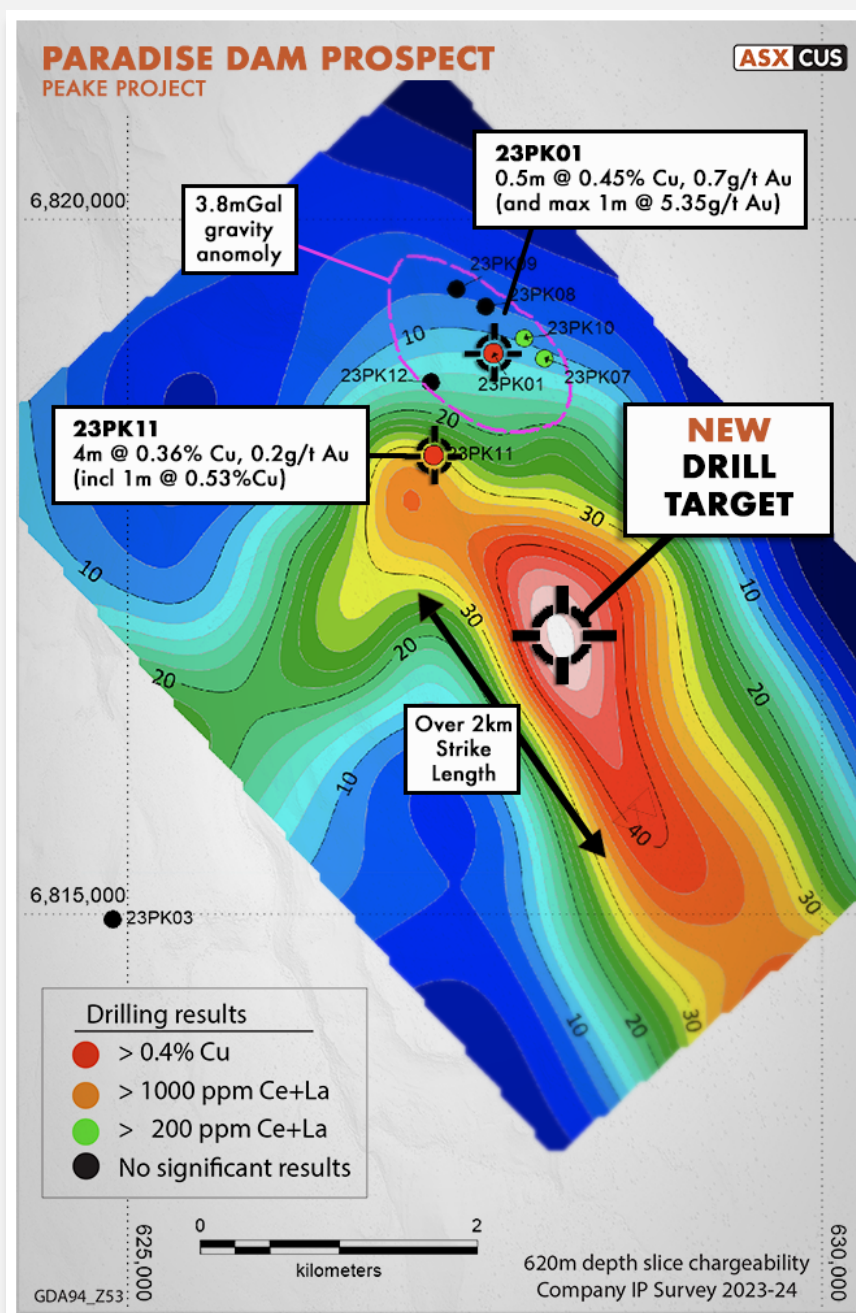 PARADISE DAM PROSPECT
PEAKE PROJECT
ASX CUS
23PK01
0.5m @ 0.45% Cu, 0.7g/t Au
(and max 1m @ 5.35g/t Au)
6,820,000
3.8mGal
gravity
anomoly
23PK09
23PK08
23PK10
10
23PK12
23PK01
23PK07
20
23PK11
4m @ 0.36% Cu, 0.2g/t Au
(incl 1m @ 0.53%Cu)
23PK11
NEW
DRILL
TARGET
30
10
10
30
20
20
20
Over 2km
Strike
Length
10
40
6,815,000
23PK03
30
10
20
30
Drilling results
> 0.4% Cu
> 1000 ppm Ce+La
> 200 ppm Ce+La
No significant results
0
2
kilometers
625,000
630,000
620m depth slice chargeability
Company IP Survey 2023-24
GDA94_Z53